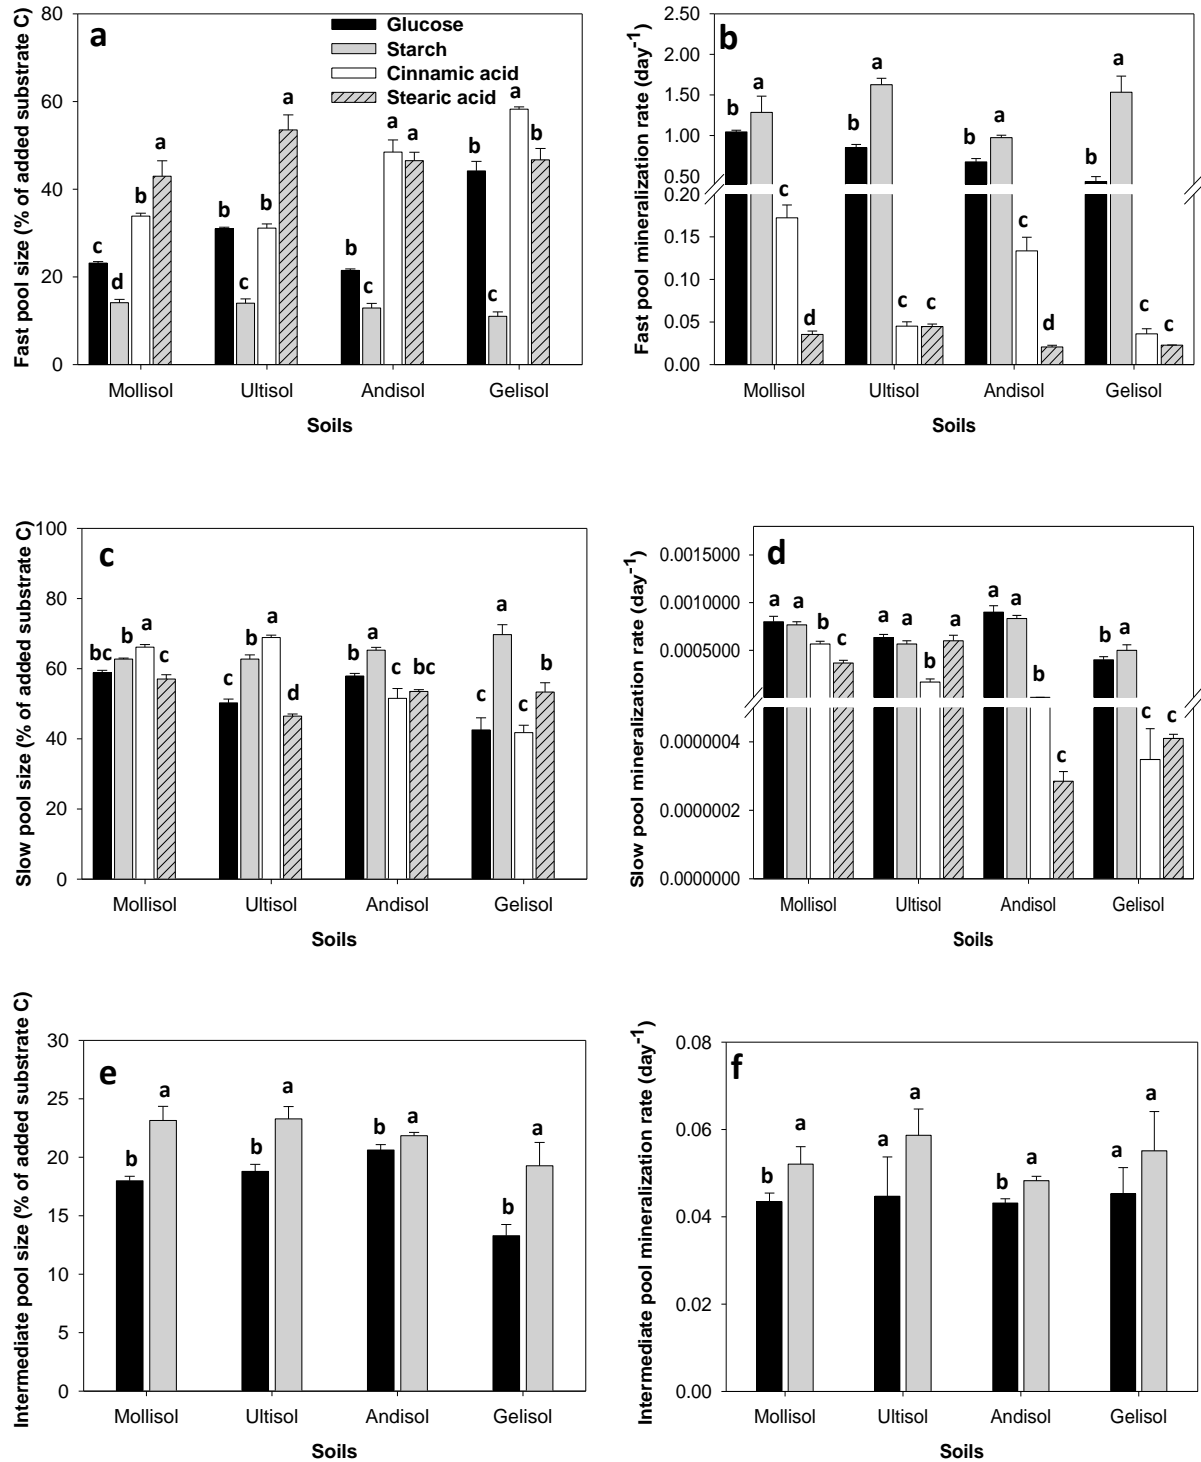 a
Glucose
Starch
Cinnamic acid
Stearic acid
Fast pool size (% of added substrate C)
80
60
40
20
0
c d b a
b c b a
b c a a
b c a b
Mollisol Ultisol Andisol Gelisol
Soils
b
Fast pool mineralization rate (day⁻¹)
2.50
2.00
1.50
1.00
0.50
0.20
0.15
0.10
0.05
0.00
b a c d
b a c c
b a c d
b a c c
Mollisol Ultisol Andisol Gelisol
Soils
c
Slow pool size (% of added substrate C)
100
80
60
40
20
0
bc b a c
c b a d
b a c bc
c a c b
Mollisol Ultisol Andisol Gelisol
Soils
d
Slow pool mineralization rate (day⁻¹)
0.0015000
0.0010000
0.0005000
0.0000004
0.0000002
0.0000000
a a b c
a a b a
a a b c
b a c c
Mollisol Ultisol Andisol Gelisol
Soils
e
Intermediate pool size (% of added substrate C)
30
25
20
15
10
5
0
b a
b a
b a
b a
Mollisol Ultisol Andisol Gelisol
Soils
f
Intermediate pool mineralization rate (day⁻¹)
0.08
0.06
0.04
0.02
0.00
b a
a a
b a
a a
Mollisol Ultisol Andisol Gelisol
Soils